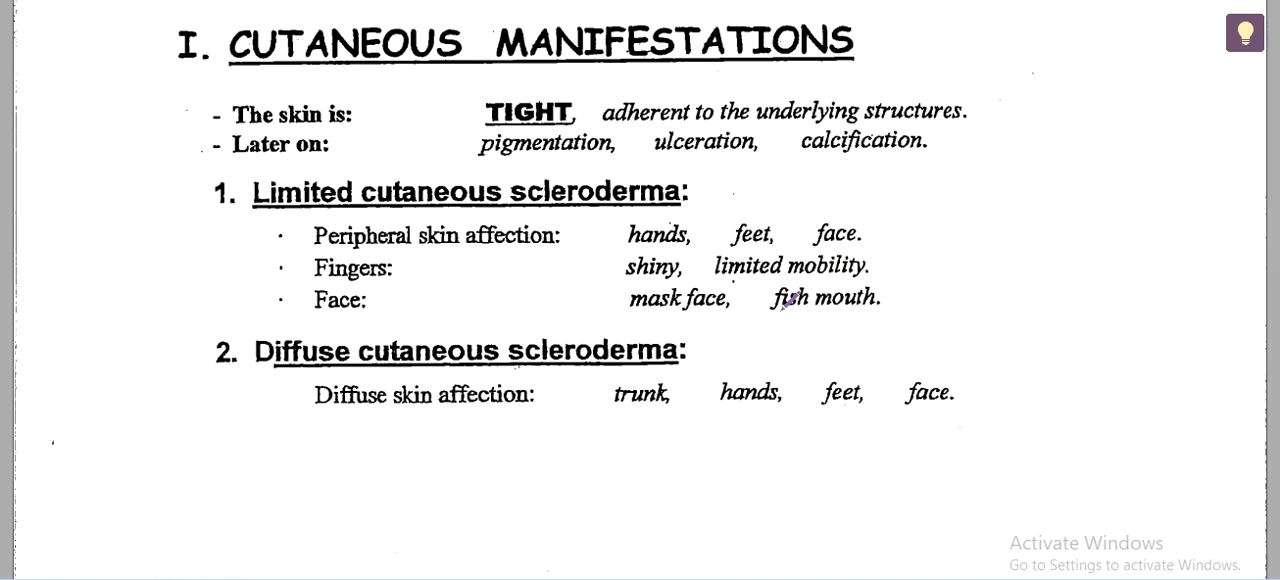 I. CUTANEOUS MANIFESTATIONS
- The skin is: TIGHT, adherent to the underlying structures.
- Later on: pigmentation, ulceration, calcification.
1. Limited cutaneous scleroderma:
· Peripheral skin affection: hands, feet, face.
· Fingers: shiny, limited mobility.
· Face: mask face, fish mouth.
2. Diffuse cutaneous scleroderma:
Diffuse skin affection: trunk, hands, feet, face.
Activate Windows
Go to Settings to activate Windows.